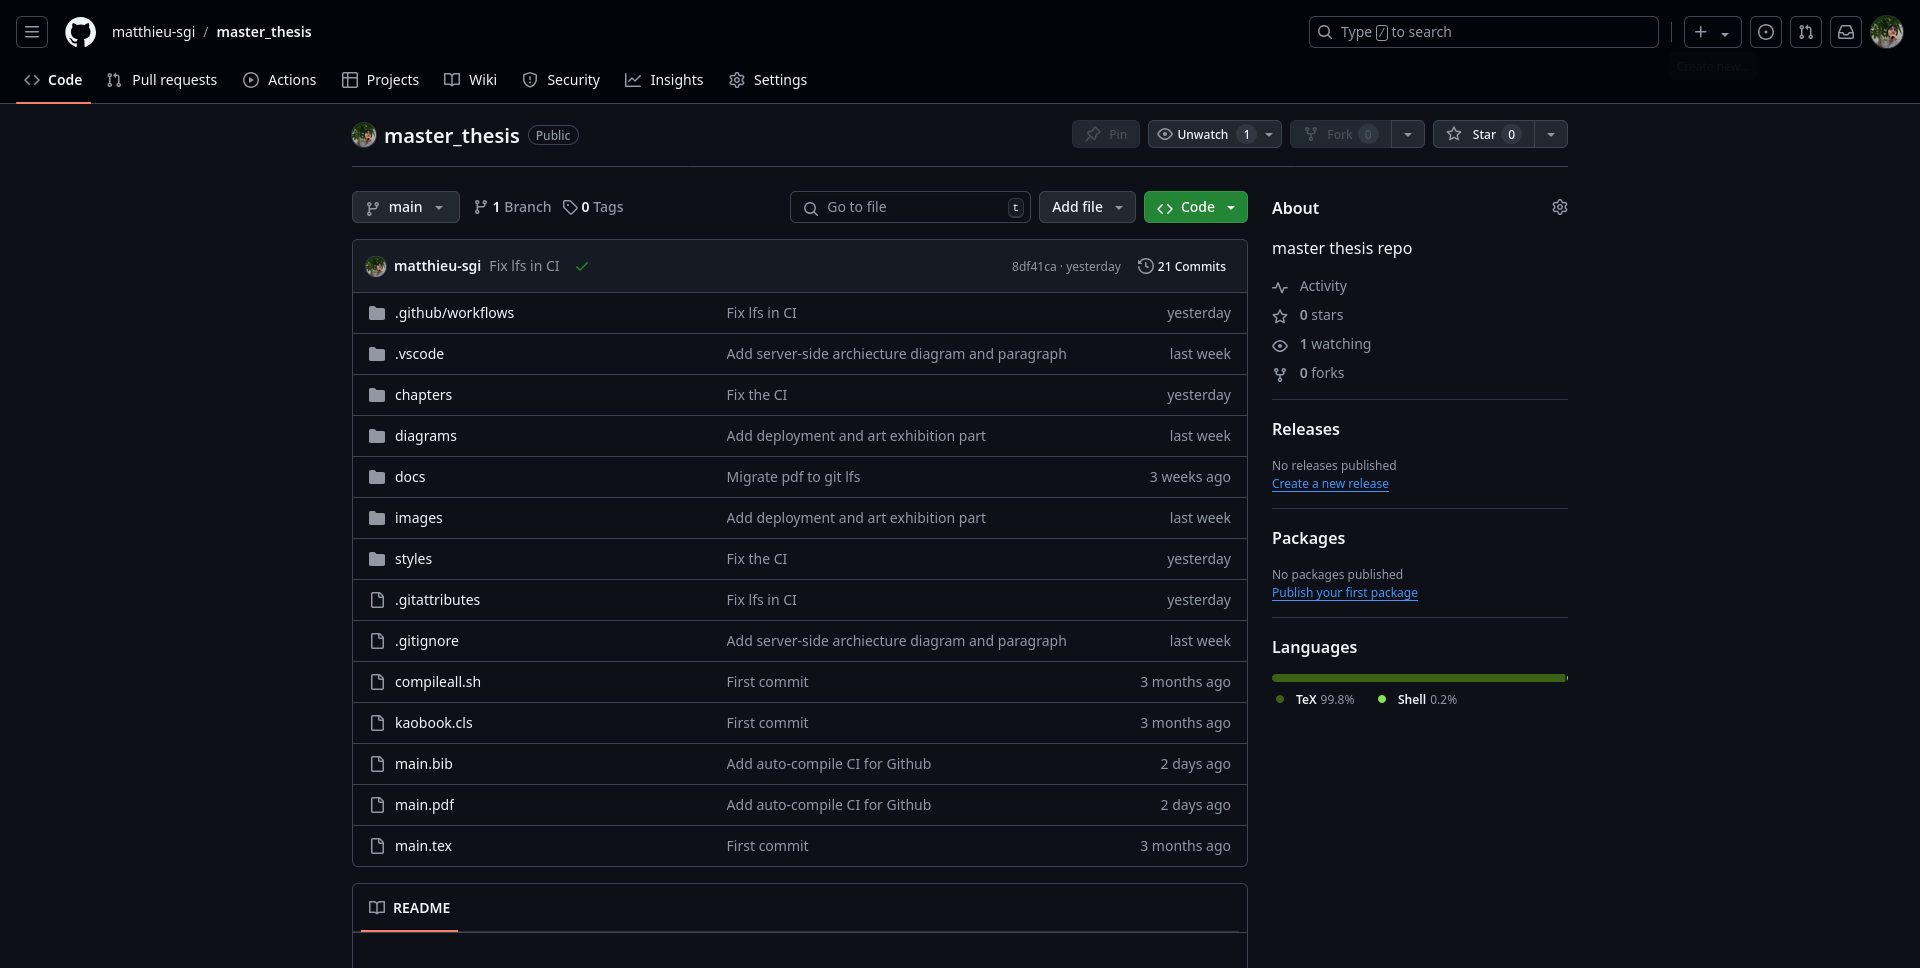 matthieu-sgi / master_thesis
Type / to search
Code Pull requests Actions Projects Wiki Security Insights Settings
Create new...
master_thesis Public
Pin Unwatch 1 Fork 0 Star 0
main 1 Branch 0 Tags
Go to file t Add file Code
matthieu-sgi Fix lfs in CI 8df41ca · yesterday 21 Commits
.github/workflows Fix lfs in CI yesterday
.vscode Add server-side archiecture diagram and paragraph last week
chapters Fix the CI yesterday
diagrams Add deployment and art exhibition part last week
docs Migrate pdf to git lfs 3 weeks ago
images Add deployment and art exhibition part last week
styles Fix the CI yesterday
.gitattributes Fix lfs in CI yesterday
.gitignore Add server-side archiecture diagram and paragraph last week
compileall.sh First commit 3 months ago
kaobook.cls First commit 3 months ago
main.bib Add auto-compile CI for Github 2 days ago
main.pdf Add auto-compile CI for Github 2 days ago
main.tex First commit 3 months ago
README
About
master thesis repo
Activity
0 stars
1 watching
0 forks
Releases
No releases published
Create a new release
Packages
No packages published
Publish your first package
Languages
TeX 99.8% Shell 0.2%